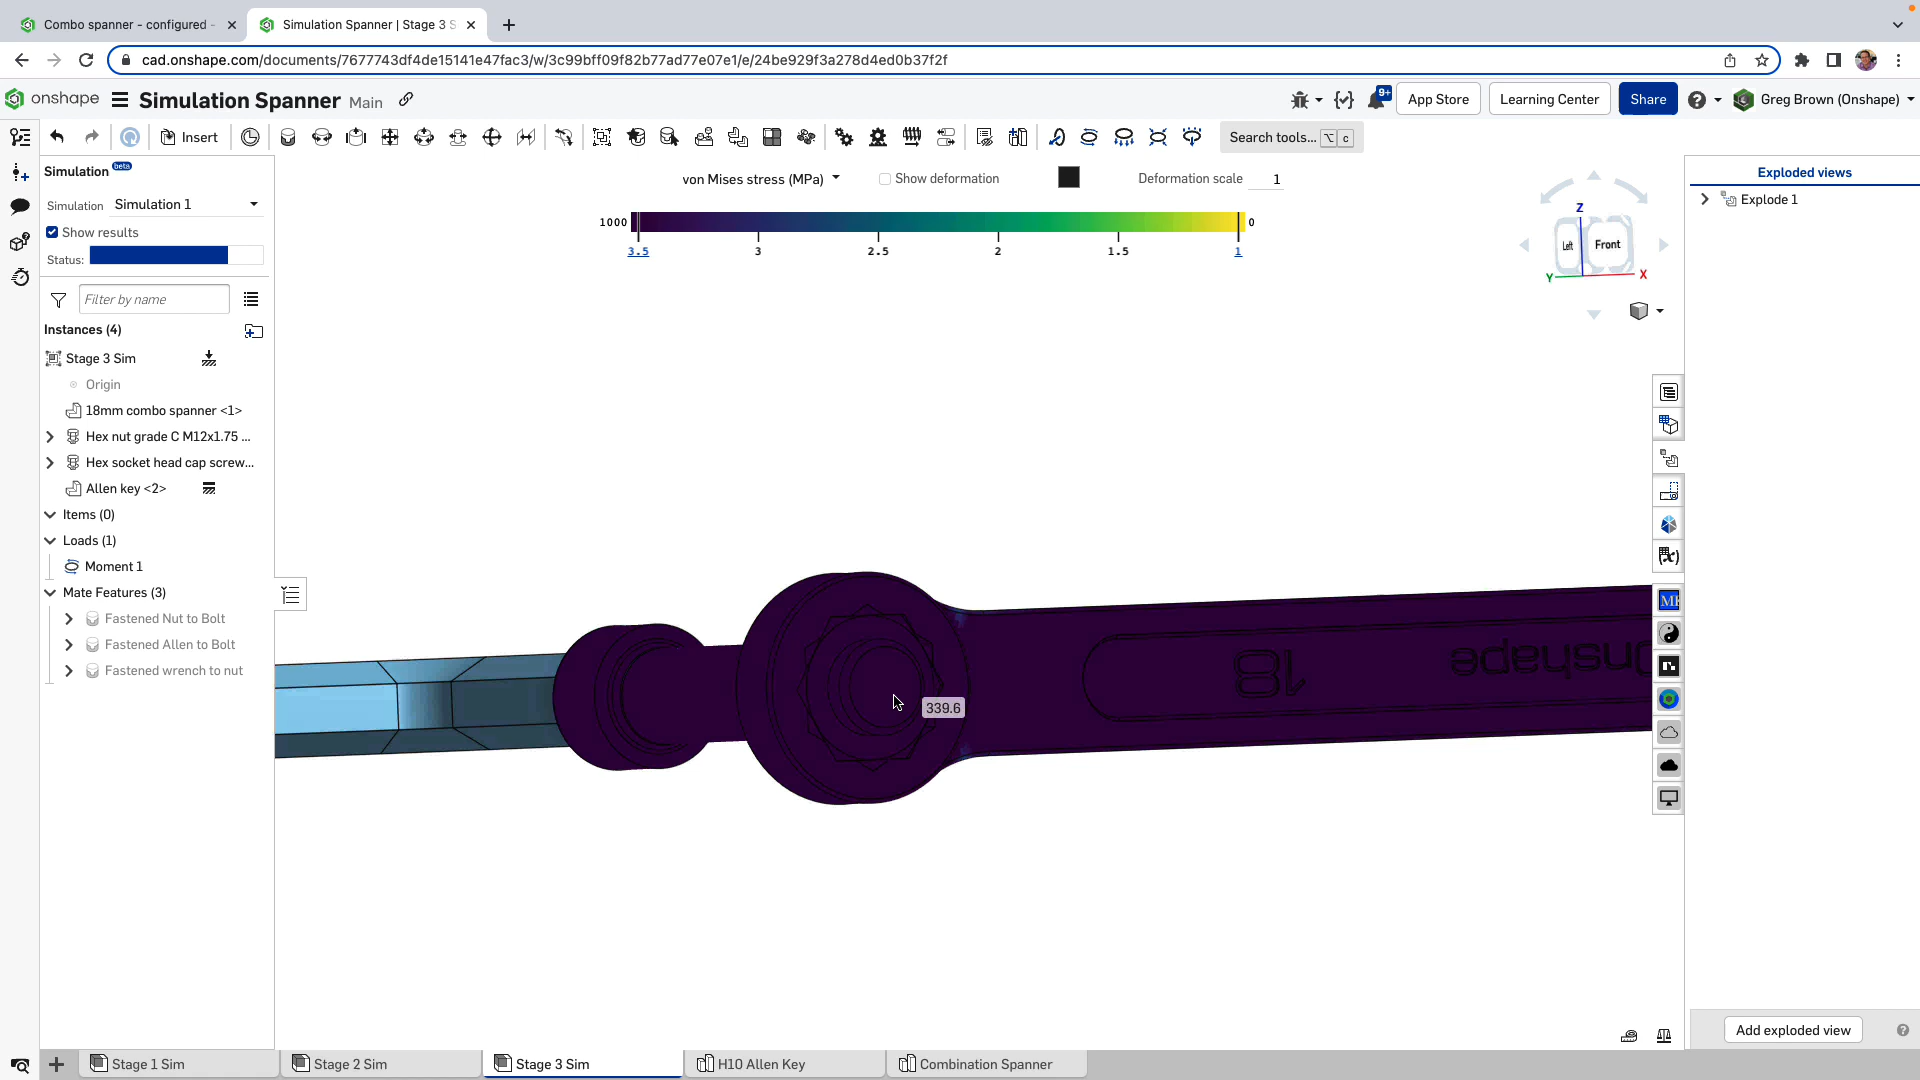 Combo spanner - configured -
Simulation Spanner | Stage 3 S
cad.onshape.com/documents/7677743df4de15141e47fac3/w/3c99bff09f82b77ad77e07e1/e/24be929f3a278d4ed0b37f2f
onshape
Simulation Spanner Main
9+
App Store
Learning Center
Share
Greg Brown (Onshape)
Insert
Search tools... ⌥ c
Simulation beta
Simulation Simulation 1
Show results
Status:
Filter by name
Instances (4)
Stage 3 Sim
Origin
18mm combo spanner <1>
Hex nut grade C M12x1.75 ...
Hex socket head cap screw...
Allen key <2>
Items (0)
Loads (1)
Moment 1
Mate Features (3)
Fastened Nut to Bolt
Fastened Allen to Bolt
Fastened wrench to nut
von Mises stress (MPa)
Show deformation
Deformation scale 1
1000 0
3.5 3 2.5 2 1.5 1
Z
Left Front
Y X
339.6
18
Onshape
Exploded views
Explode 1
Add exploded view
Stage 1 Sim
Stage 2 Sim
Stage 3 Sim
H10 Allen Key
Combination Spanner